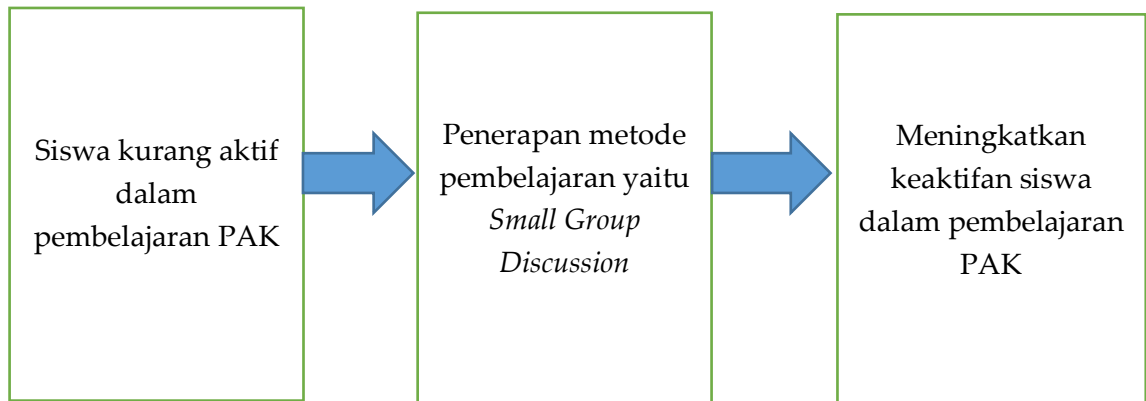 Siswa kurang aktif
dalam
pembelajaran PAK
Penerapan metode
pembelajaran yaitu
Small Group
Discussion
Meningkatkan
keaktifan siswa
dalam pembelajaran
PAK